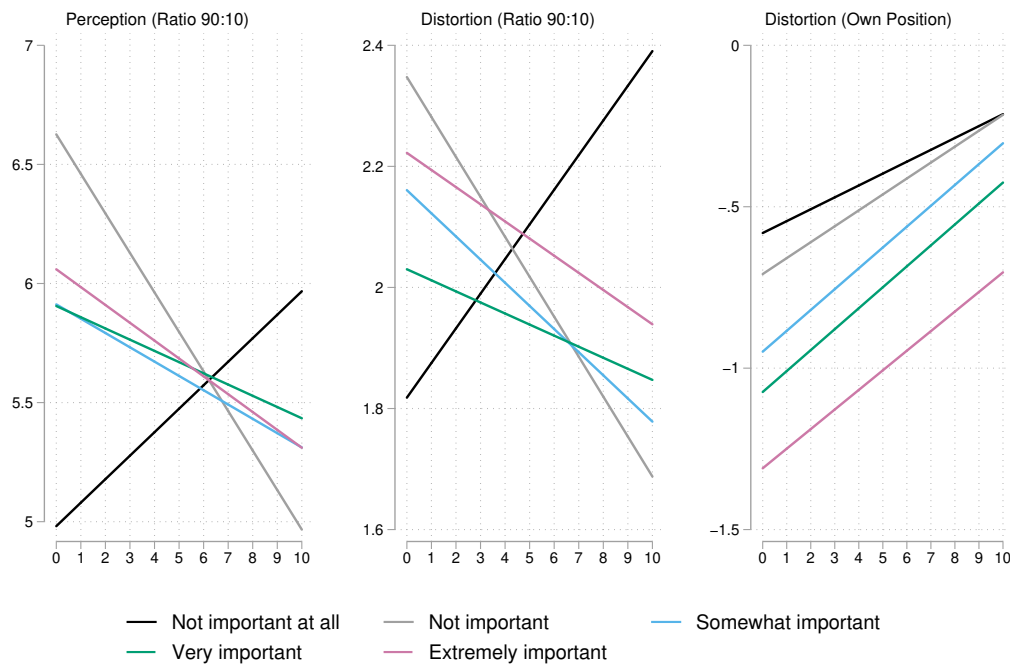 Perception (Ratio 90:10)
7
6.5
6
5.5
5
0 1 2 3 4 5 6 7 8 9 10
Distortion (Ratio 90:10)
2.4
2.2
2
1.8
1.6
0 1 2 3 4 5 6 7 8 9 10
Distortion (Own Position)
0
−.5
−1
−1.5
0 1 2 3 4 5 6 7 8 9 10
Not important at all Not important Somewhat important
Very important Extremely important